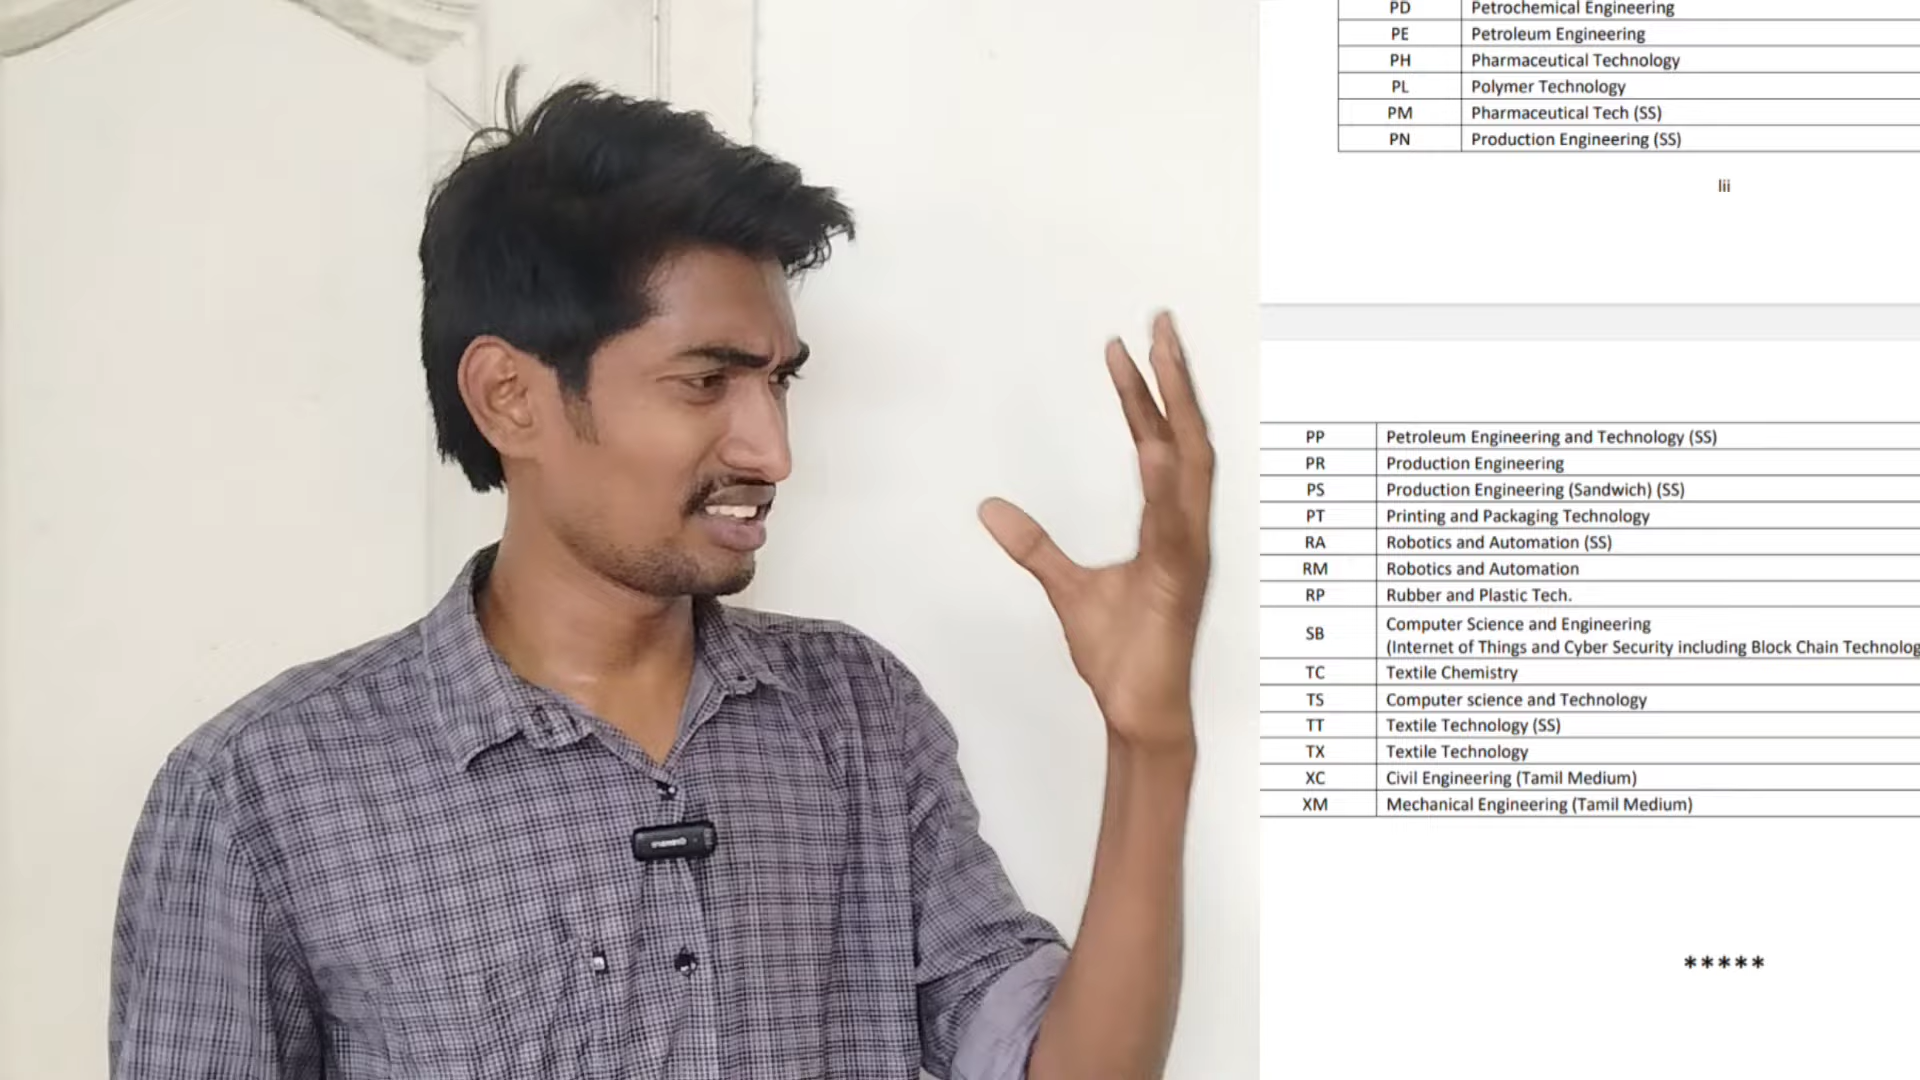 PD Petrochemical Engineering
PE Petroleum Engineering
PH Pharmaceutical Technology
PL Polymer Technology
PM Pharmaceutical Tech (SS)
PN Production Engineering (SS)
lii
PP Petroleum Engineering and Technology (SS)
PR Production Engineering
PS Production Engineering (Sandwich) (SS)
PT Printing and Packaging Technology
RA Robotics and Automation (SS)
RM Robotics and Automation
RP Rubber and Plastic Tech.
SB Computer Science and Engineering
(Internet of Things and Cyber Security including Block Chain Technolog
TC Textile Chemistry
TS Computer science and Technology
TT Textile Technology (SS)
TX Textile Technology
XC Civil Engineering (Tamil Medium)
XM Mechanical Engineering (Tamil Medium)
*****